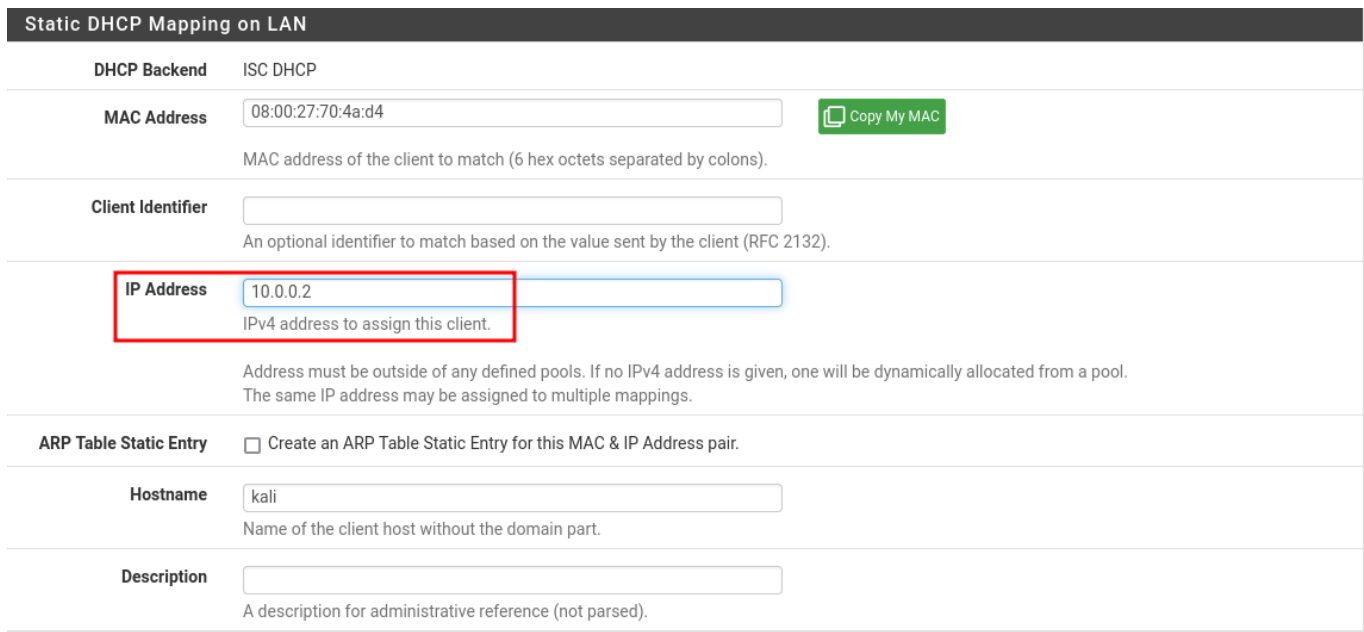 Static DHCP Mapping on LAN
DHCP Backend ISC DHCP
MAC Address 08:00:27:70:4a:d4 Copy My MAC
MAC address of the client to match (6 hex octets separated by colons).
Client Identifier
An optional identifier to match based on the value sent by the client (RFC 2132).
IP Address 10.0.0.2
IPv4 address to assign this client.
Address must be outside of any defined pools. If no IPv4 address is given, one will be dynamically allocated from a pool.
The same IP address may be assigned to multiple mappings.
ARP Table Static Entry Create an ARP Table Static Entry for this MAC & IP Address pair.
Hostname kali
Name of the client host without the domain part.
Description
A description for administrative reference (not parsed).